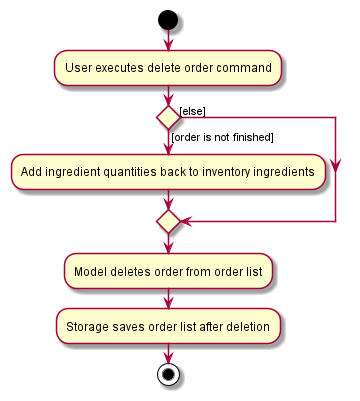 User executes delete order command
[else]
[order is not finished]
Add ingredient quantities back to inventory ingredients
Model deletes order from order list
Storage saves order list after deletion